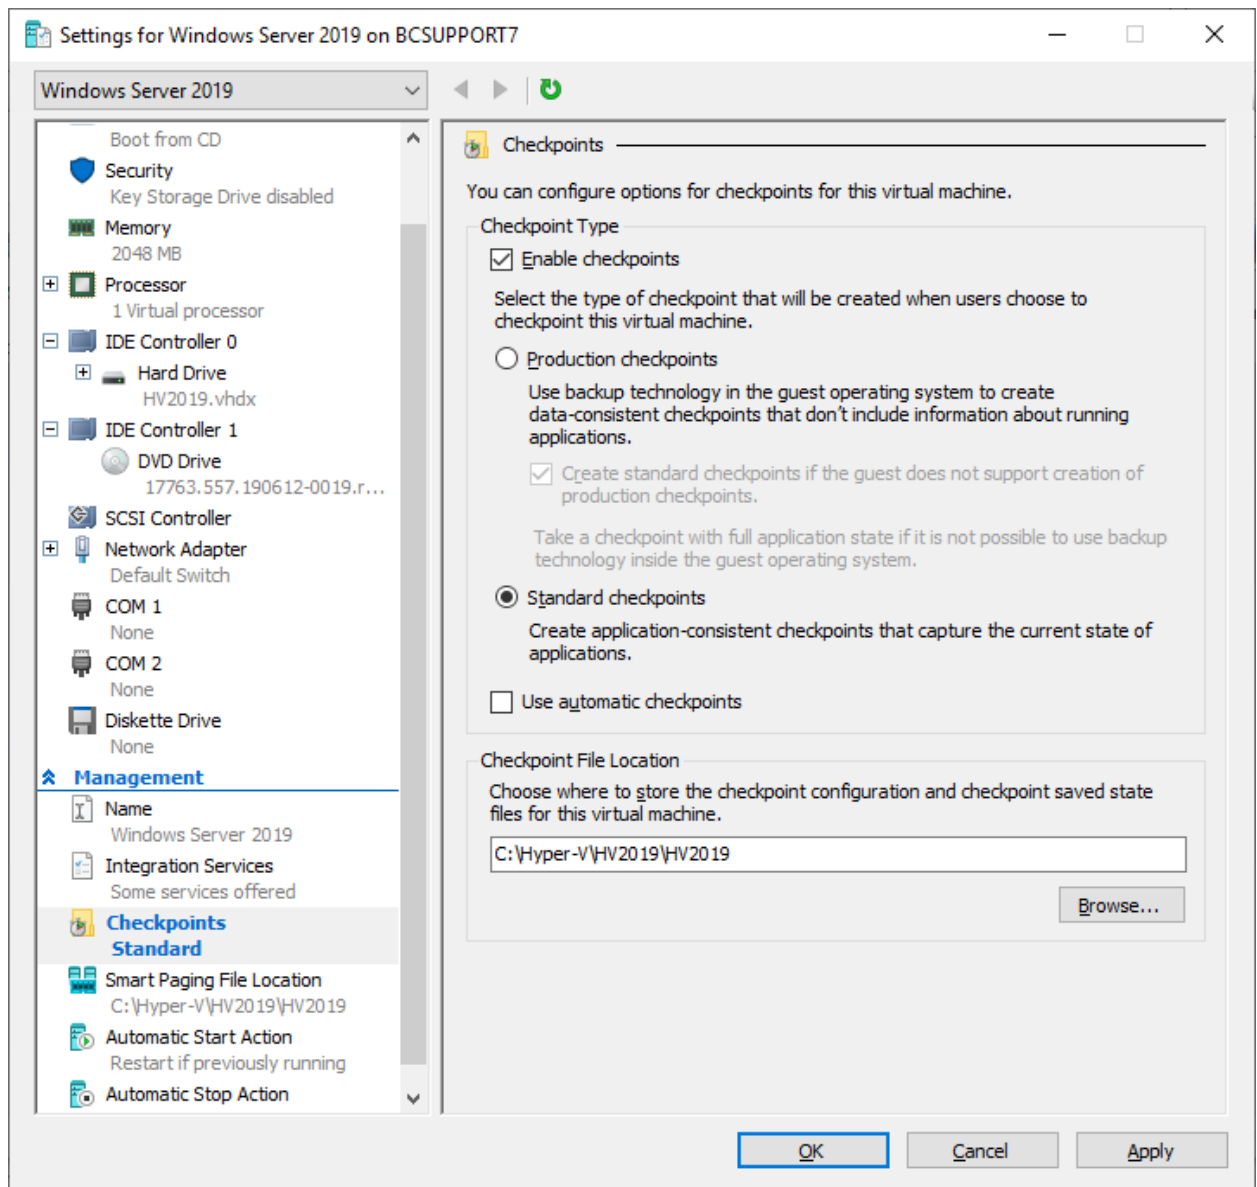 Settings for Windows Server 2019 on BCSUPPORT7
Windows Server 2019
Boot from CD
Security
Key Storage Drive disabled
Memory
2048 MB
Processor
1 Virtual processor
IDE Controller 0
Hard Drive
HV2019.vhdx
IDE Controller 1
DVD Drive
17763.557.190612-0019.r...
SCSI Controller
Network Adapter
Default Switch
COM 1
None
COM 2
None
Diskette Drive
None
Management
Name
Windows Server 2019
Integration Services
Some services offered
Checkpoints
Standard
Smart Paging File Location
C:\Hyper-V\HV2019\HV2019
Automatic Start Action
Restart if previously running
Automatic Stop Action
Checkpoints
You can configure options for checkpoints for this virtual machine.
Checkpoint Type
Enable checkpoints
Select the type of checkpoint that will be created when users choose to
checkpoint this virtual machine.
Production checkpoints
Use backup technology in the guest operating system to create
data-consistent checkpoints that don't include information about running
applications.
Create standard checkpoints if the guest does not support creation of
production checkpoints.
Take a checkpoint with full application state if it is not possible to use backup
technology inside the guest operating system.
Standard checkpoints
Create application-consistent checkpoints that capture the current state of
applications.
Use automatic checkpoints
Checkpoint File Location
Choose where to store the checkpoint configuration and checkpoint saved state
files for this virtual machine.
C:\Hyper-V\HV2019\HV2019
Browse...
OK
Cancel
Apply